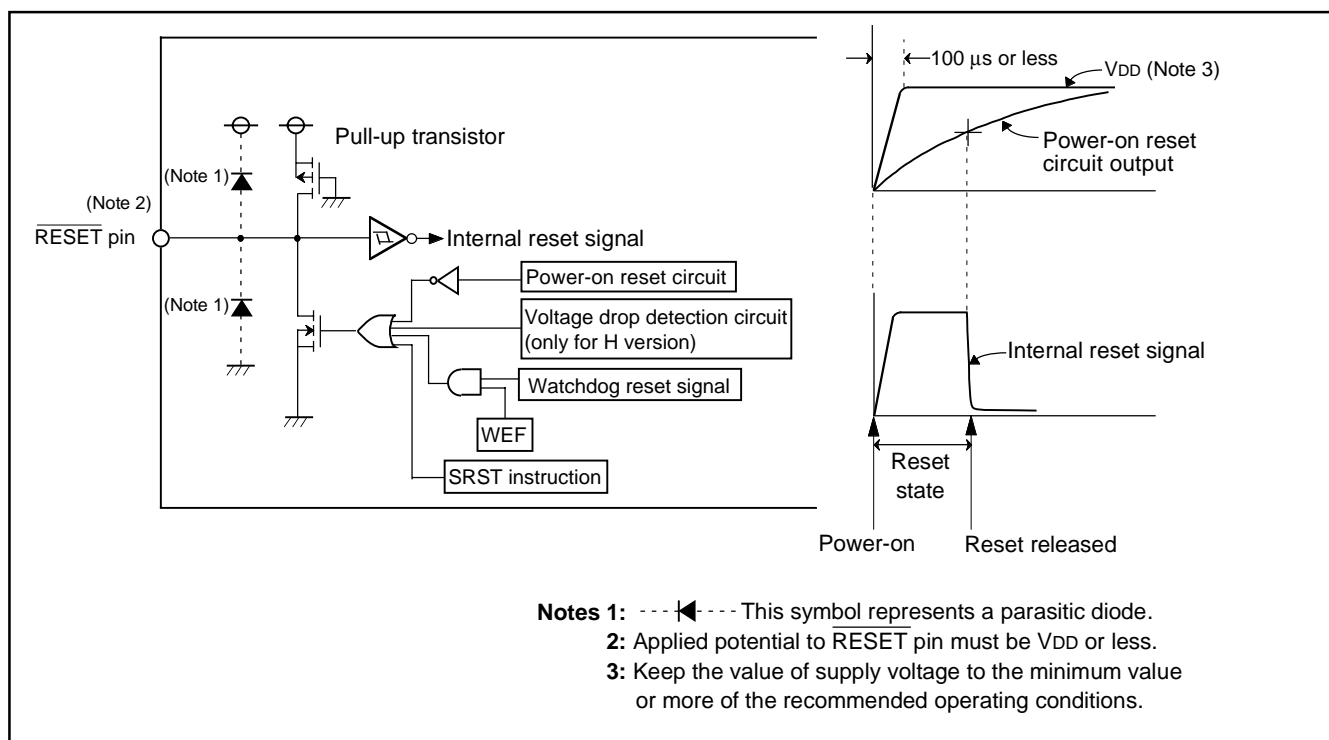 Pull-up transistor
(Note 1)
(Note 2)
RESET pin
Internal reset signal
Power-on reset circuit
(Note 1)
Voltage drop detection circuit
(only for H version)
Watchdog reset signal
WEF
SRST instruction
100 µs or less
VDD (Note 3)
Power-on reset
circuit output
Internal reset signal
Reset
state
Power-on
Reset released
Notes 1: This symbol represents a parasitic diode.
2: Applied potential to RESET pin must be VDD or less.
3: Keep the value of supply voltage to the minimum value
or more of the recommended operating conditions.